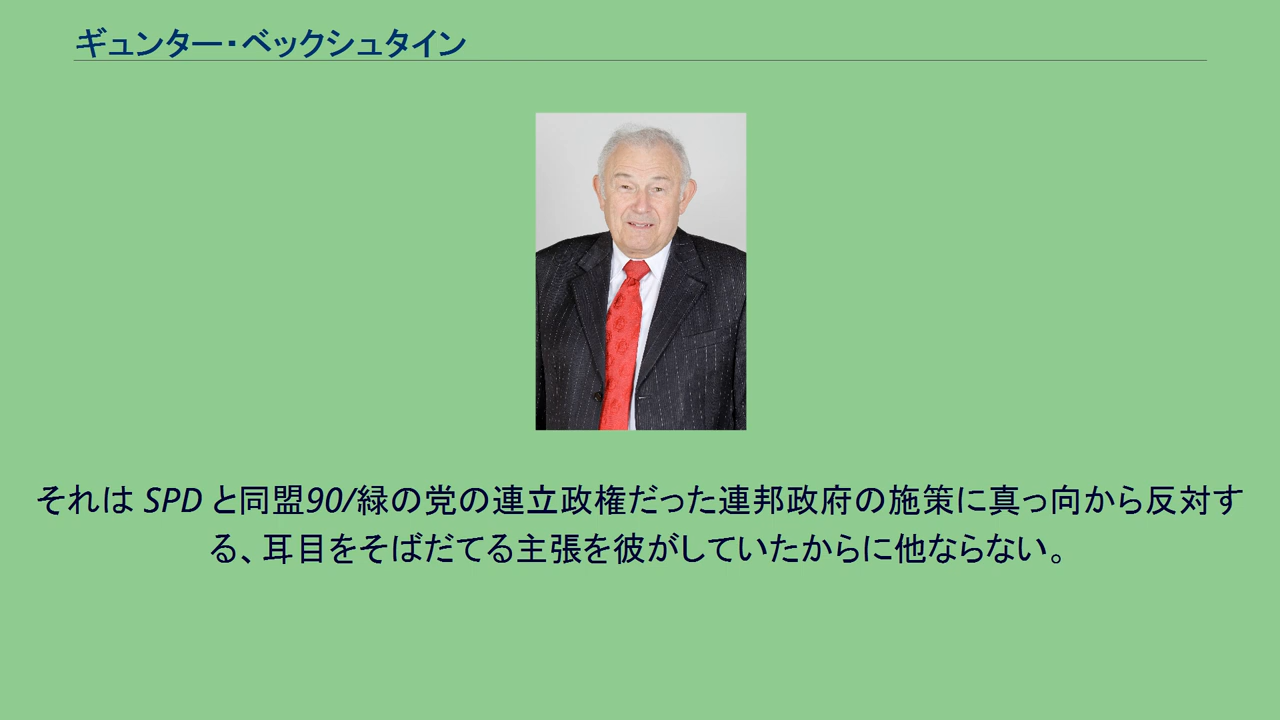 ギュンター・ベックシュタイン
それは SPD と同盟90/緑の党の連立政権だった連邦政府の施策に真っ向から反対す
る、耳目をそばだてる主張を彼がしていたからに他ならない。